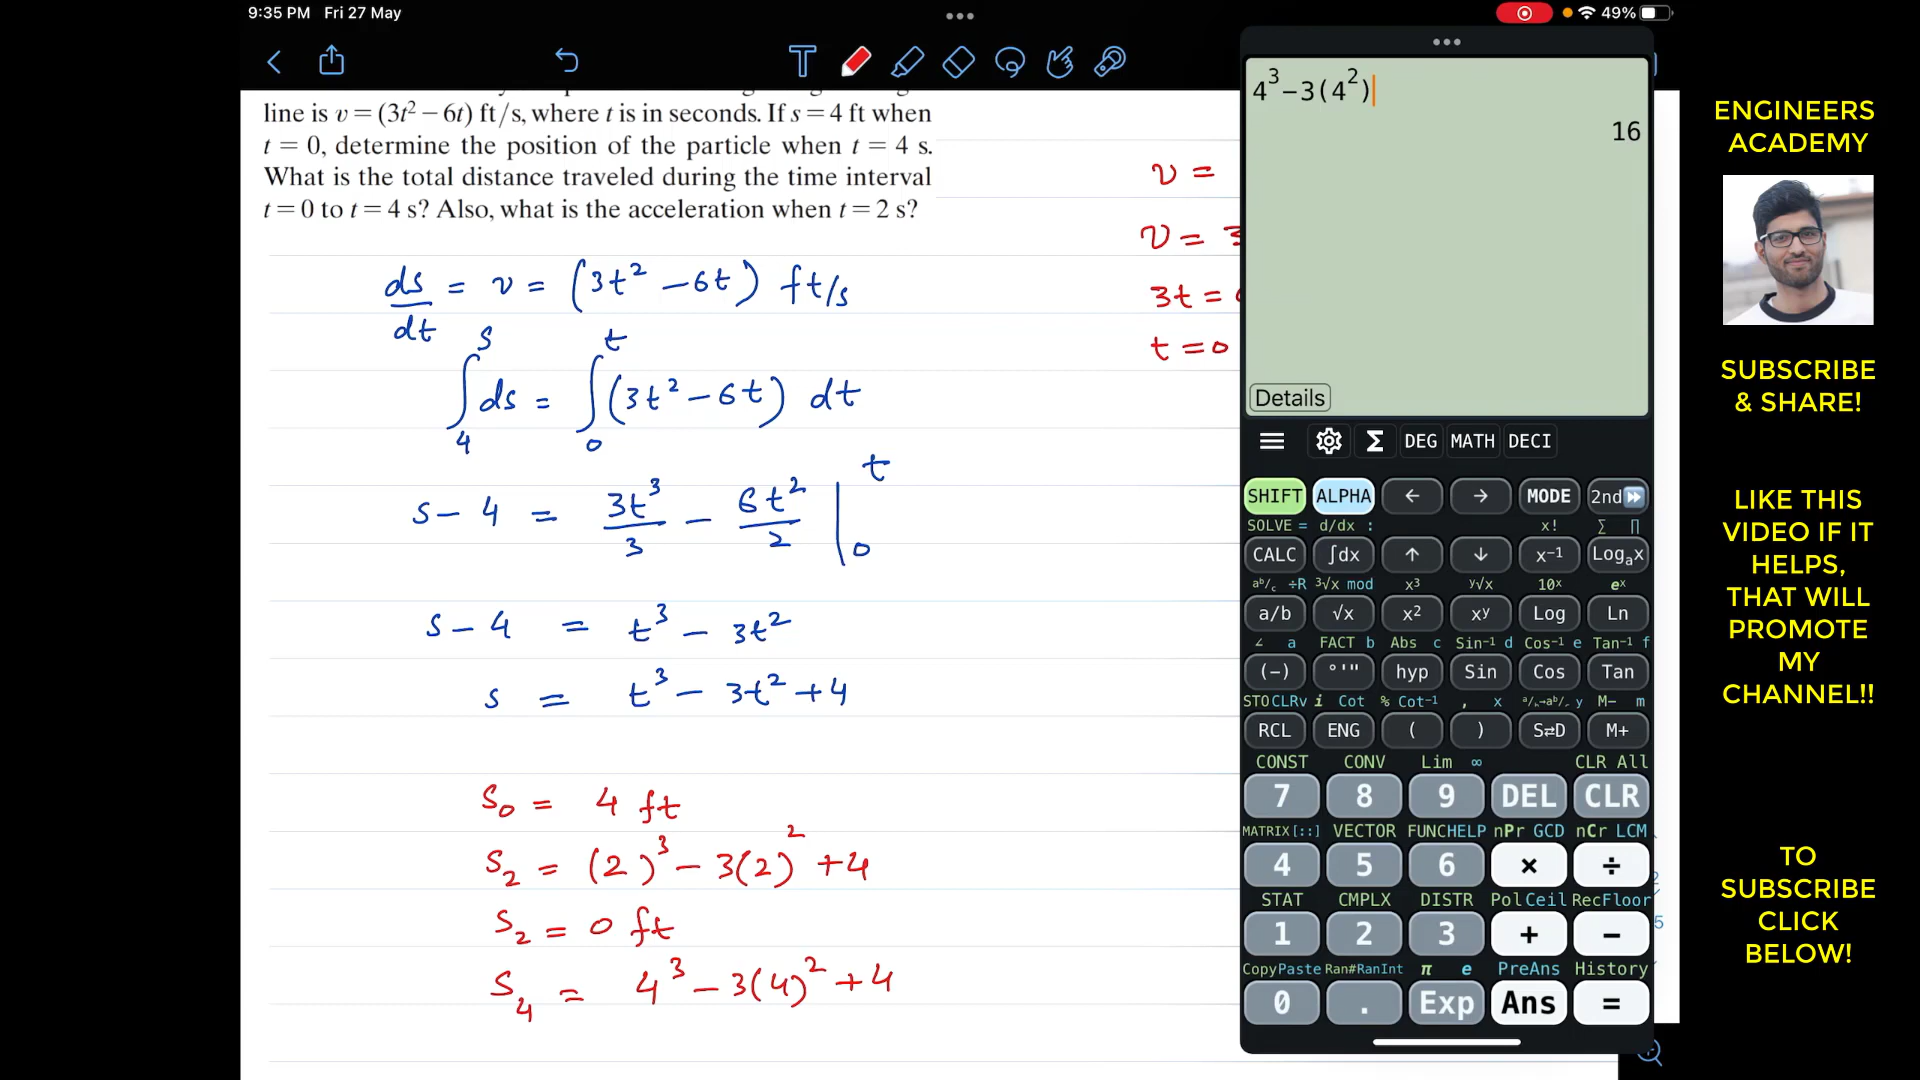 9:35 PM Fri 27 May
49%
line is v = (3t² – 6t) ft/s, where t is in seconds. If s = 4 ft when
t = 0, determine the position of the particle when t = 4 s.
What is the total distance traveled during the time interval
t = 0 to t = 4 s? Also, what is the acceleration when t = 2 s?
ds/dt = v = (3t² – 6t) ft/s
∫₄ˢ ds = ∫₀ᵗ (3t² – 6t) dt
s – 4 = 3t³/3 – 6t²/2 |₀ᵗ
s – 4 = t³ – 3t²
s = t³ – 3t² + 4
S₀ = 4 ft
S₂ = (2)³ – 3(2)² + 4
S₂ = 0 ft
S₄ = 4³ – 3(4)² + 4
v =
v = 3
3t =
t = 0
4³–3(4²)
16
Details
DEG MATH DECI
SHIFT ALPHA ← → MODE 2nd
SOLVE = d/dx : x! ∑ ∏
CALC ∫dx ↑ ↓ x⁻¹ Logₐx
aᵇ/c ÷R ³√x mod x³ ʸ√x 10ˣ eˣ
a/b √x x² xʸ Log Ln
∠ a FACT b Abs c Sin⁻¹ d Cos⁻¹ e Tan⁻¹ f
(–) °'" hyp Sin Cos Tan
STO CLRv i Cot % Cot⁻¹ , x y M– m
RCL ENG ( ) S⇄D M+
CONST CONV Lim ∞ CLR All
7 8 9 DEL CLR
MATRIX [::] VECTOR FUNC HELP nPr GCD nCr LCM
4 5 6 × ÷
STAT CMPLX DISTR Pol Ceil Rec Floor
1 2 3 + –
Copy Paste Ran# RanInt π e PreAns History
0 . Exp Ans =
ENGINEERS
ACADEMY
SUBSCRIBE
& SHARE!
LIKE THIS
VIDEO IF IT
HELPS,
THAT WILL
PROMOTE
MY
CHANNEL!!
TO
SUBSCRIBE
CLICK
BELOW!